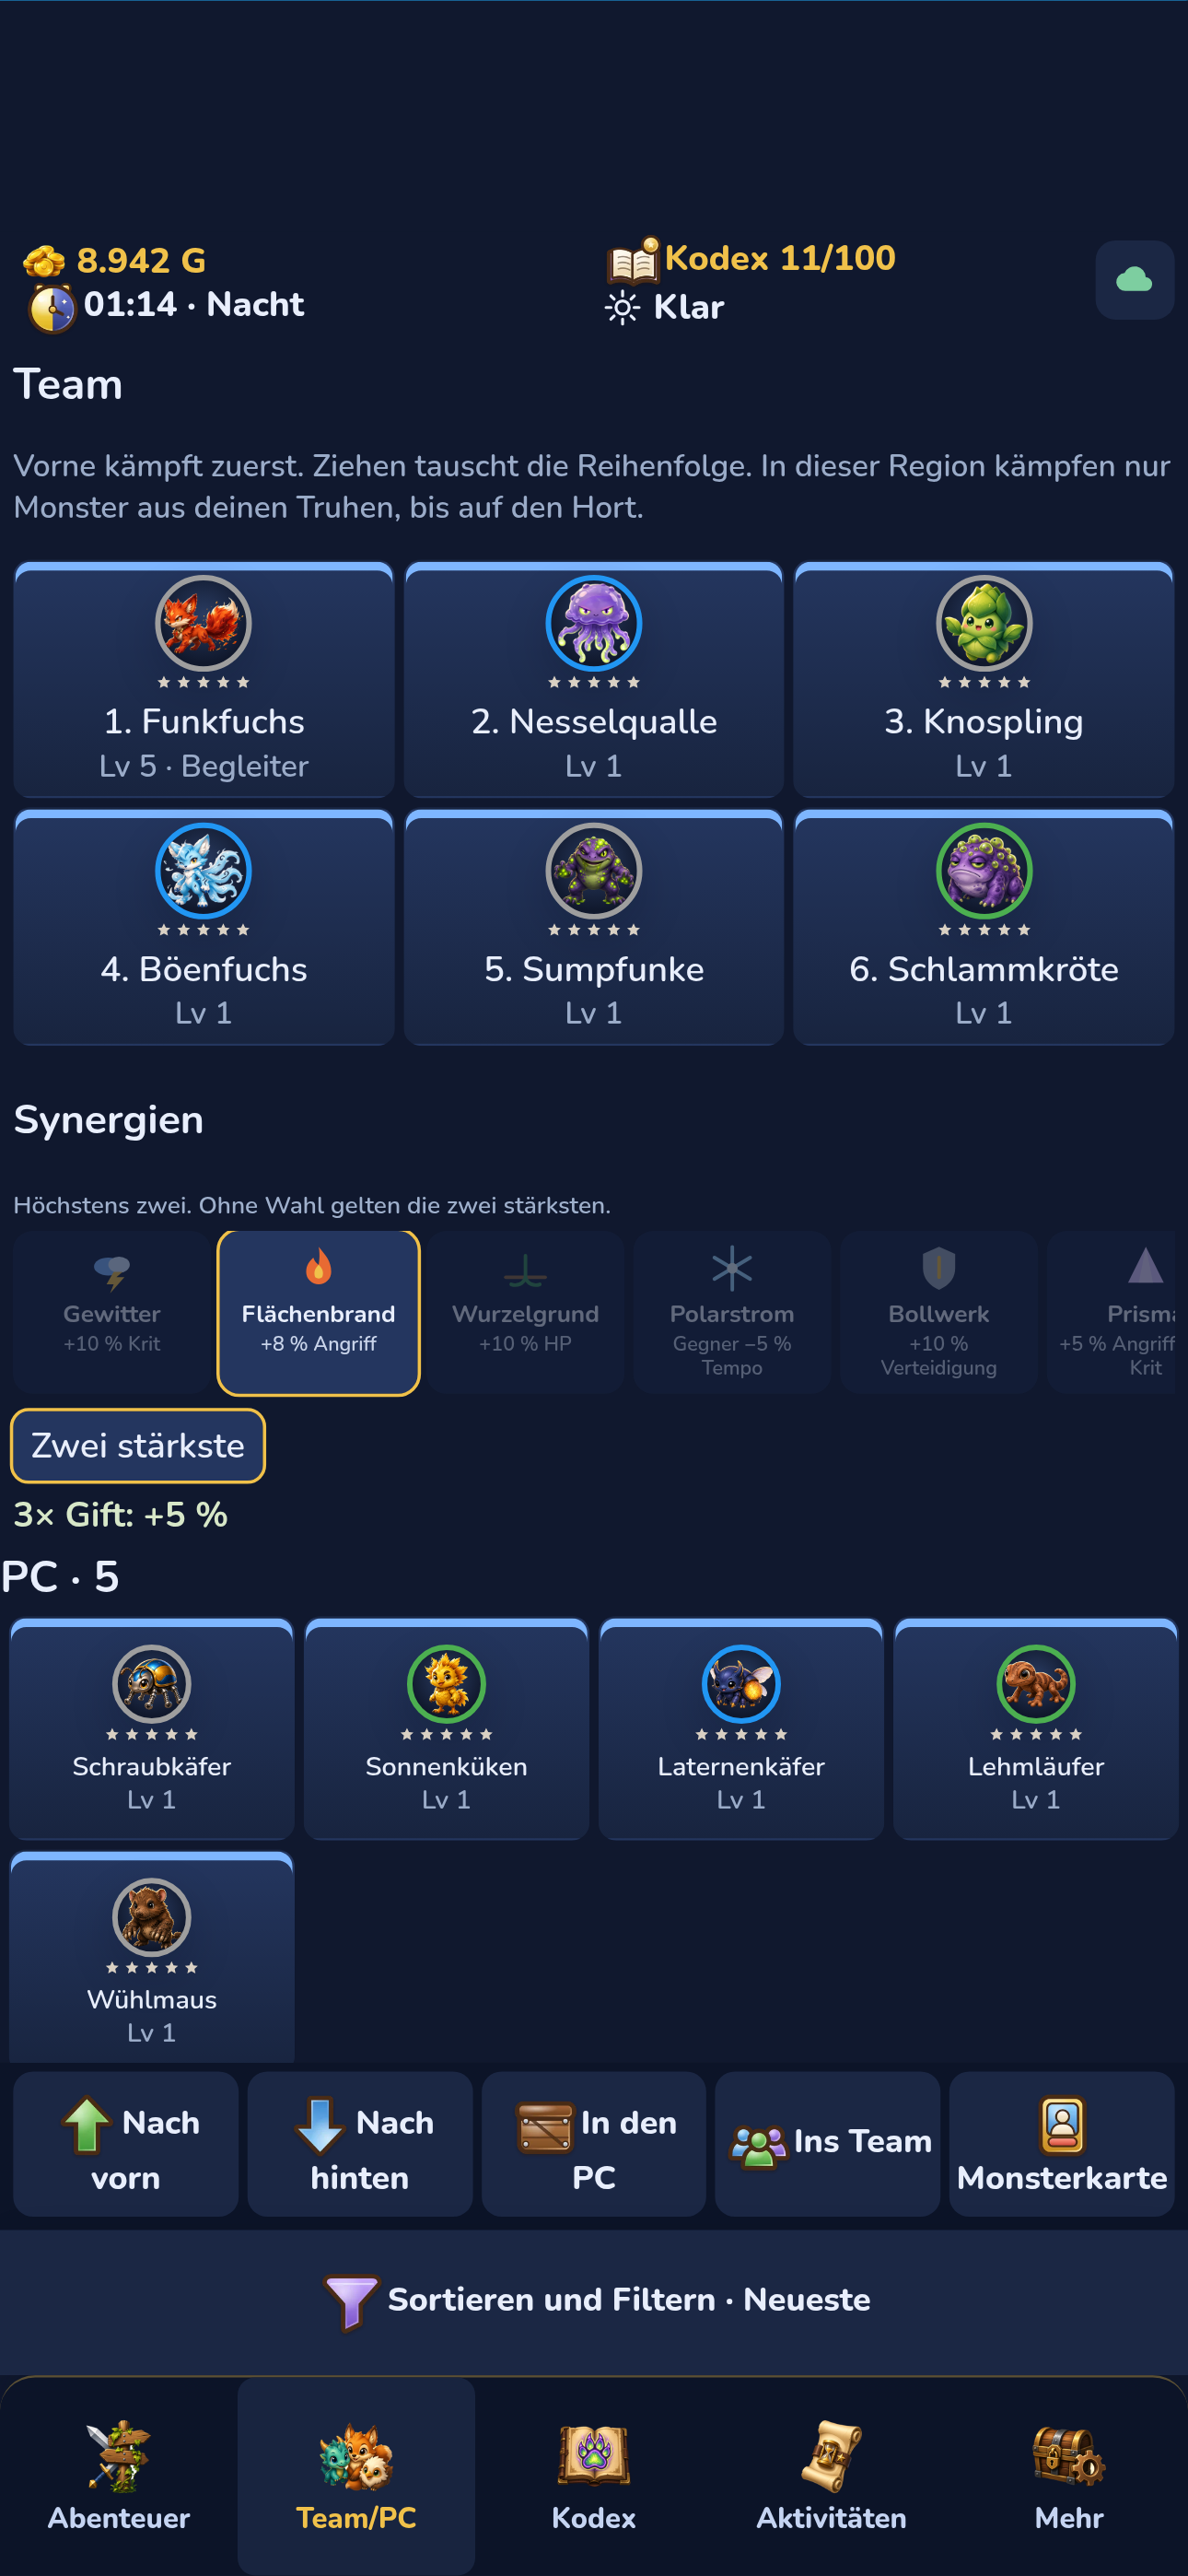 8.942 G
Kodex 11/100
01:14 · Nacht
Klar
Team
Vorne kämpft zuerst. Ziehen tauscht die Reihenfolge. In dieser Region kämpfen nur
Monster aus deinen Truhen, bis auf den Hort.
1. Funkfuchs
Lv 5 · Begleiter
2. Nesselqualle
Lv 1
3. Knospling
Lv 1
4. Böenfuchs
Lv 1
5. Sumpfunke
Lv 1
6. Schlammkröte
Lv 1
Synergien
Höchstens zwei. Ohne Wahl gelten die zwei stärksten.
Gewitter
+10 % Krit
Flächenbrand
+8 % Angriff
Wurzelgrund
+10 % HP
Polarstrom
Gegner −5 %
Tempo
Bollwerk
+10 %
Verteidigung
Prisma
+5 % Angriff
Krit
Zwei stärkste
3× Gift: +5 %
PC · 5
Schraubkäfer
Lv 1
Sonnenküken
Lv 1
Laternenkäfer
Lv 1
Lehmläufer
Lv 1
Wühlmaus
Lv 1
Nach
vorn
Nach
hinten
In den
PC
Ins Team
Monsterkarte
Sortieren und Filtern · Neueste
Abenteuer
Team/PC
Kodex
Aktivitäten
Mehr